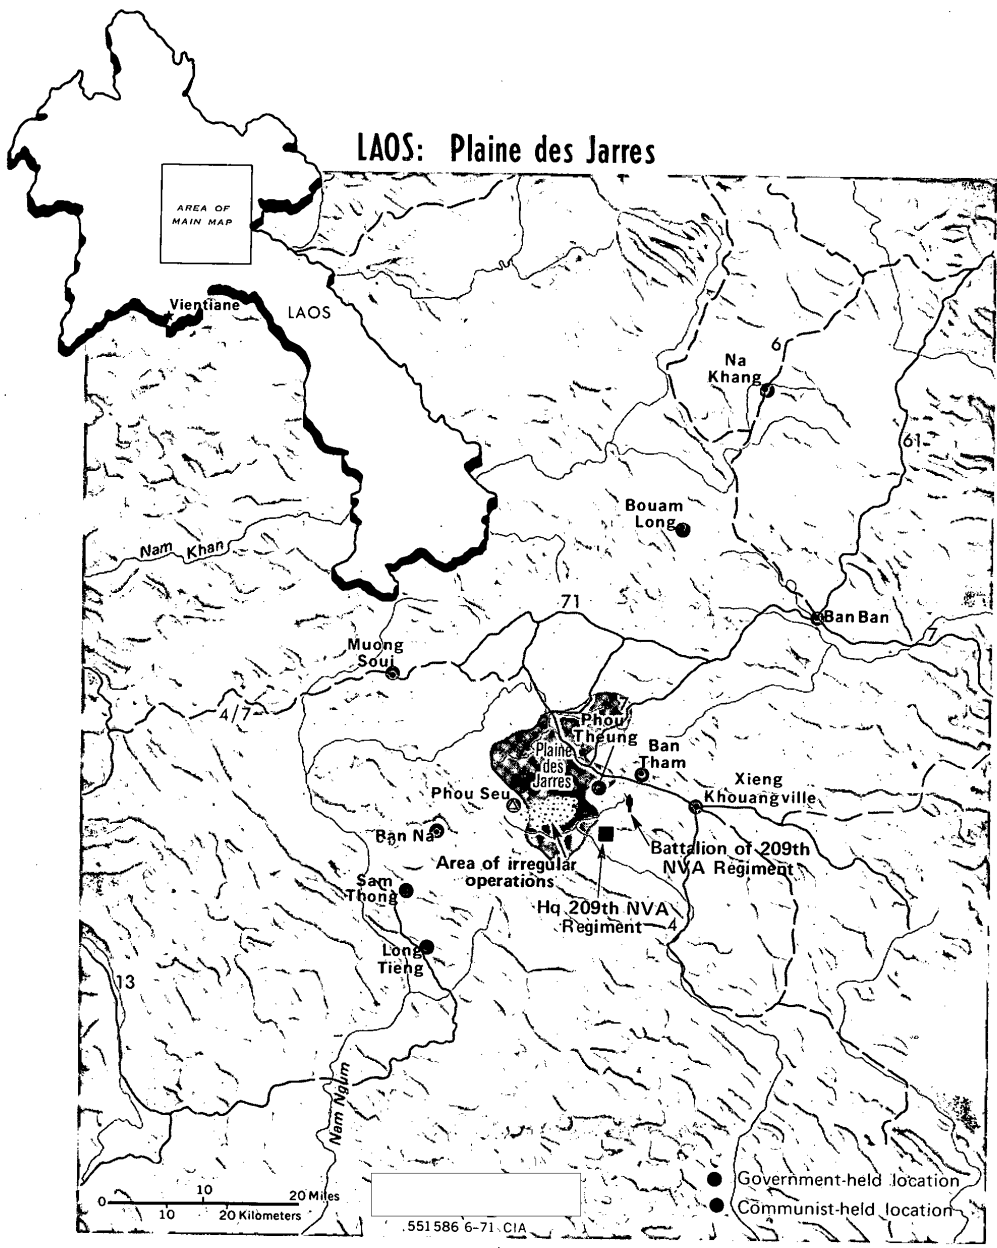 LAOS: Plaine des Jarres
AREA OF
MAIN MAP
Vientiane
LAOS
6
Na
Khang
61
Bouam
Long
Nam Khan
71
Ban Ban
7
Muong
Soui
4/7
Phou
Theung
Plaine
des
Jarres
Ban
Tham
Xieng
Khouangville
Phou Seu
Ban Na
Battalion of 209th
NVA Regiment
Area of irregular
operations
Sam
Thong
Hq 209th NVA
Regiment
4
Long
Tieng
13
Nam Ngum
Government-held location
Communist-held location
0 10 20 Miles
10 20 Kilometers
551586 6-71 CIA